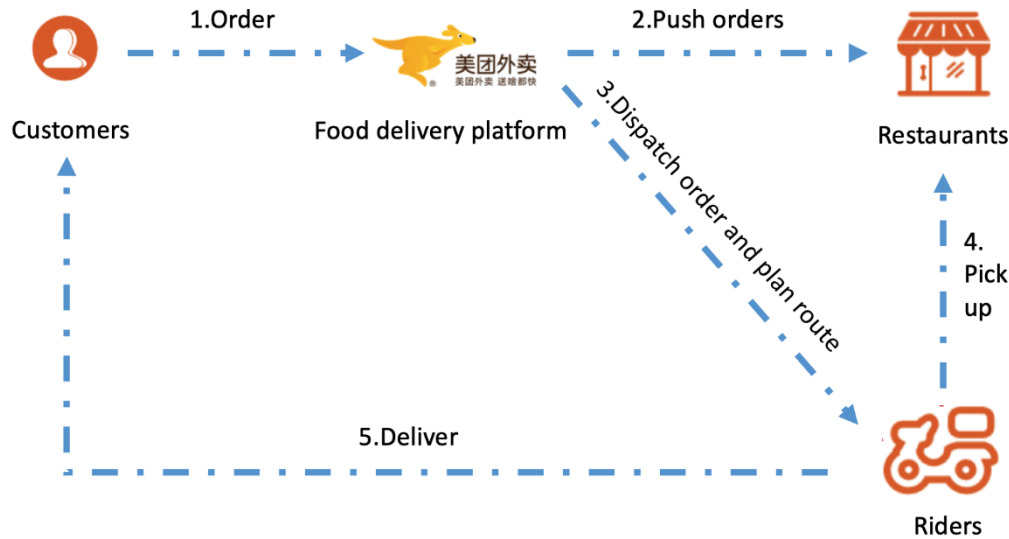 1.Order
2.Push orders
美团外卖
美团外卖 送啥都快
®
3.Dispatch order and plan route
Customers
Food delivery platform
Restaurants
4.
Pick
up
5.Deliver
Riders